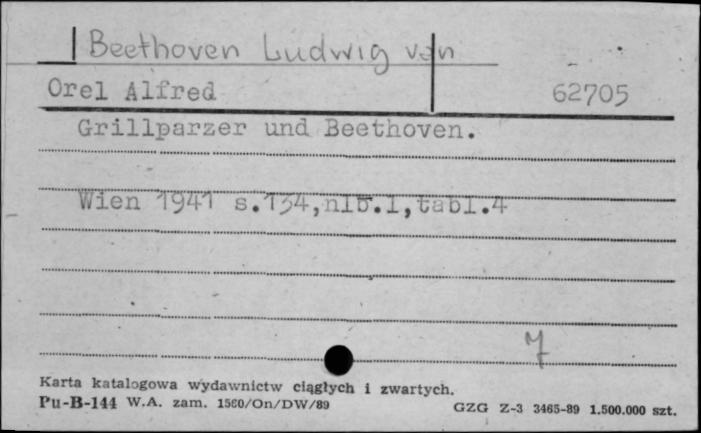 Beethoven Ludwig van
Orel Alfred 62705
Grillparzer und Beethoven.
Wien 1941 s.134,nlb.1,tabl.4
7
Karta katalogowa wydawnictw ciągłych i zwartych.
Pu-B-144 W.A. zam. 1560/On/DW/89 GZG Z-3 3465-89 1.500.000 szt.